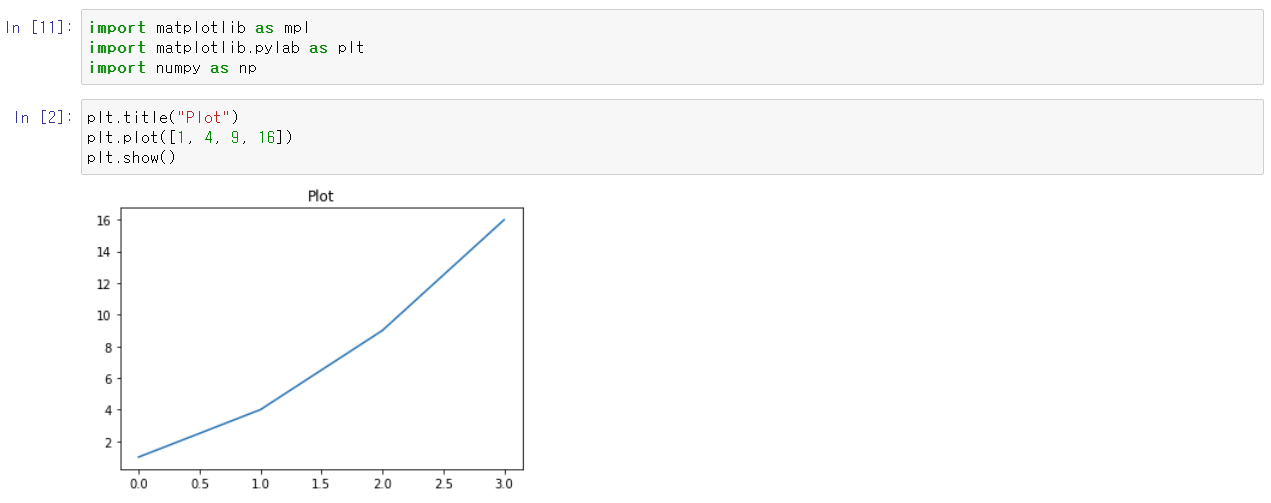 In [11]:
import matplotlib as mpl
import matplotlib.pylab as plt
import numpy as np
In [2]:
plt.title("Plot")
plt.plot([1, 4, 9, 16])
plt.show()
Plot
16
14
12
10
8
6
4
2
0.0 0.5 1.0 1.5 2.0 2.5 3.0